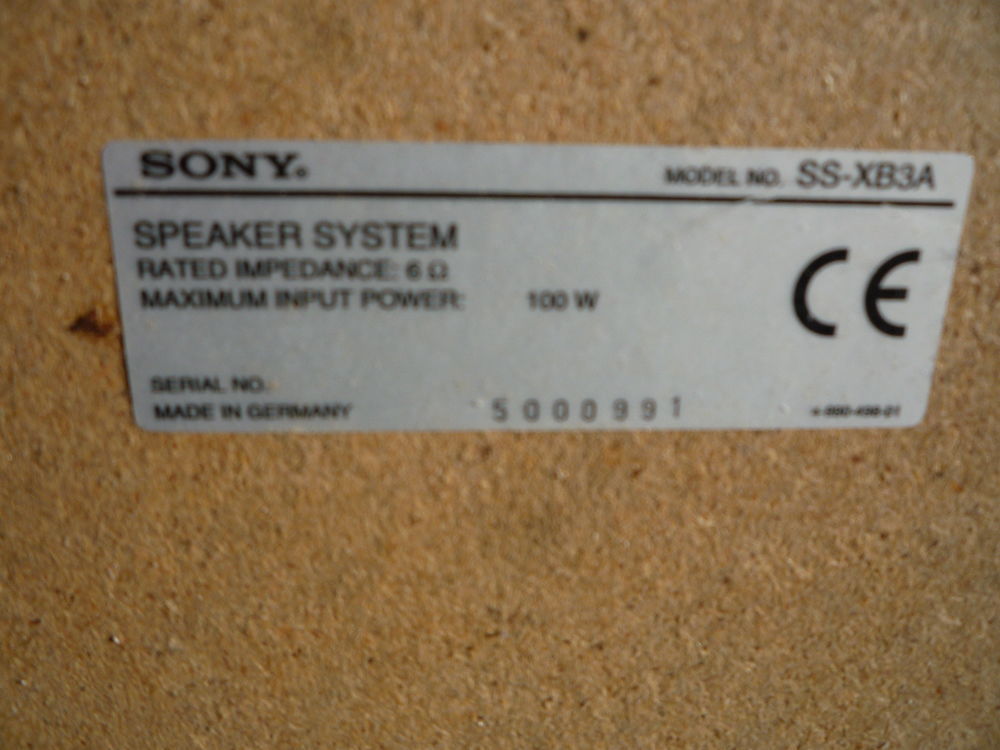 SONY®
MODEL NO. SS-XB3A
SPEAKER SYSTEM
RATED IMPEDANCE: 6 Ω
MAXIMUM INPUT POWER: 100 W
CE
SERIAL NO.
MADE IN GERMANY 5000991